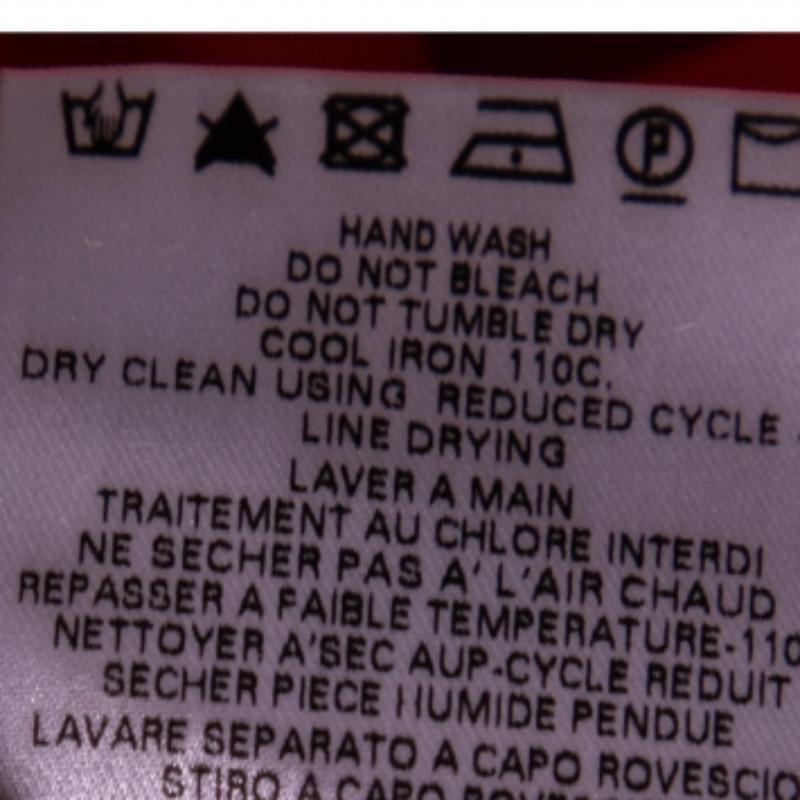 P
HAND WASH
DO NOT BLEACH
DO NOT TUMBLE DRY
COOL IRON 110C.
DRY CLEAN USING REDUCED CYCLE
LINE DRYING
LAVER A MAIN
TRAITEMENT AU CHLORE INTERDI
NE SECHER PAS A' L'AIR CHAUD
REPASSER A FAIBLE TEMPERATURE-110
NETTOYER A'SEC AUP-CYCLE REDUIT
SECHER PIECE HUMIDE PENDUE
LAVARE SEPARATO A CAPO ROVESCIO
STIRO A CAPO